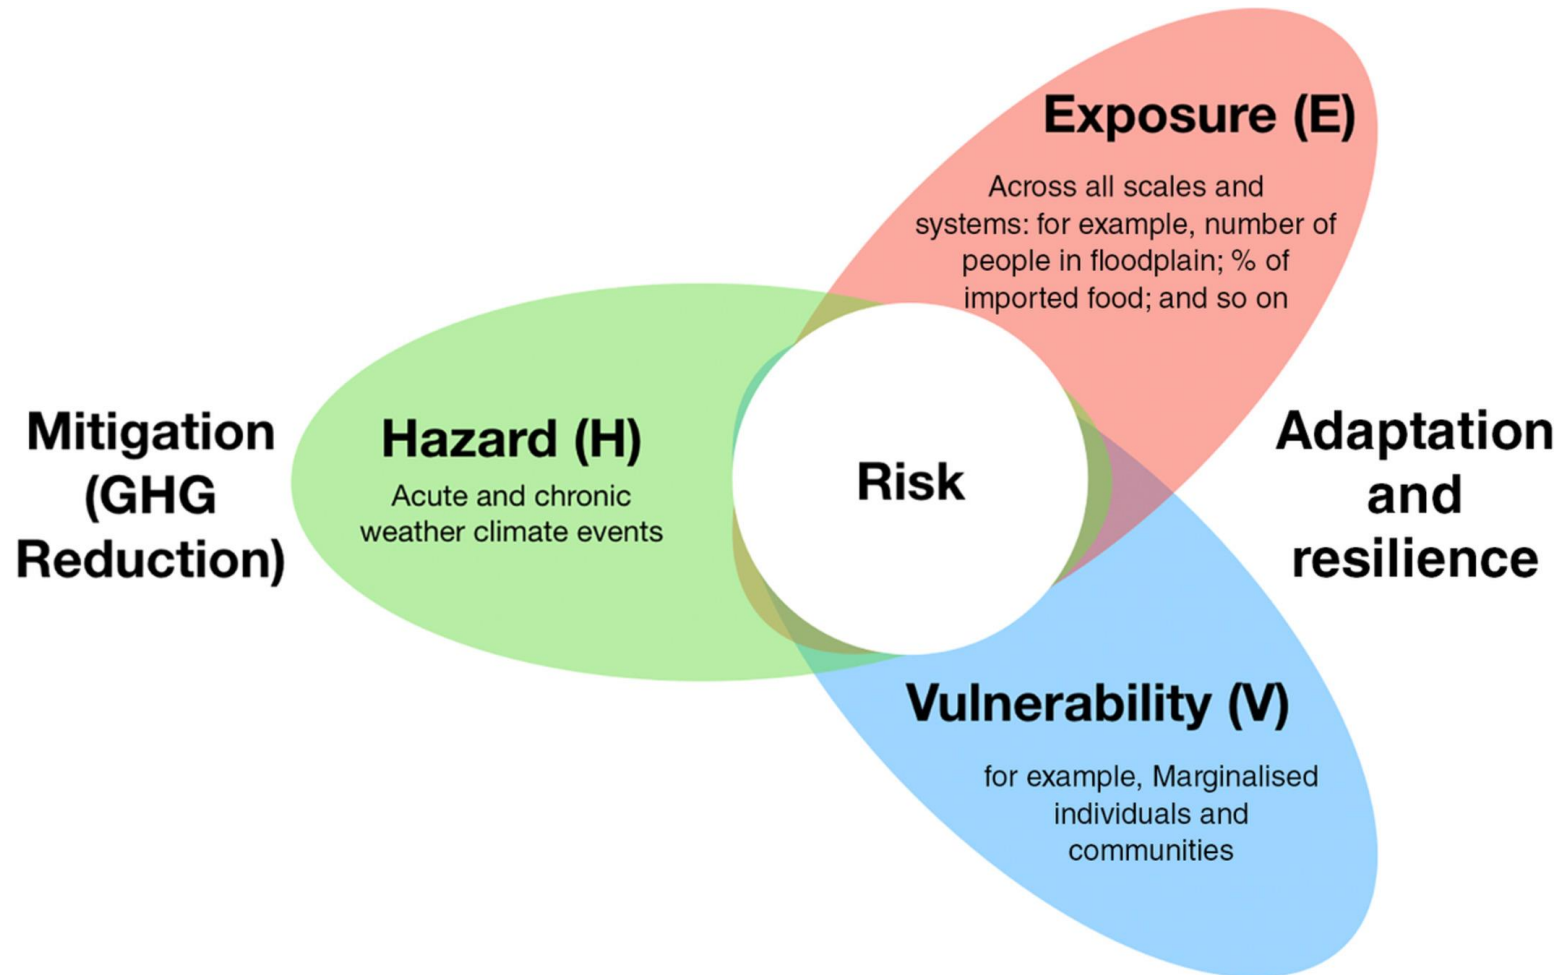 Exposure (E)
Across all scales and
systems: for example, number of
people in floodplain; % of
imported food; and so on
Mitigation
(GHG
Reduction)
Hazard (H)
Acute and chronic
weather climate events
Risk
Adaptation
and
resilience
Vulnerability (V)
for example, Marginalised
individuals and
communities